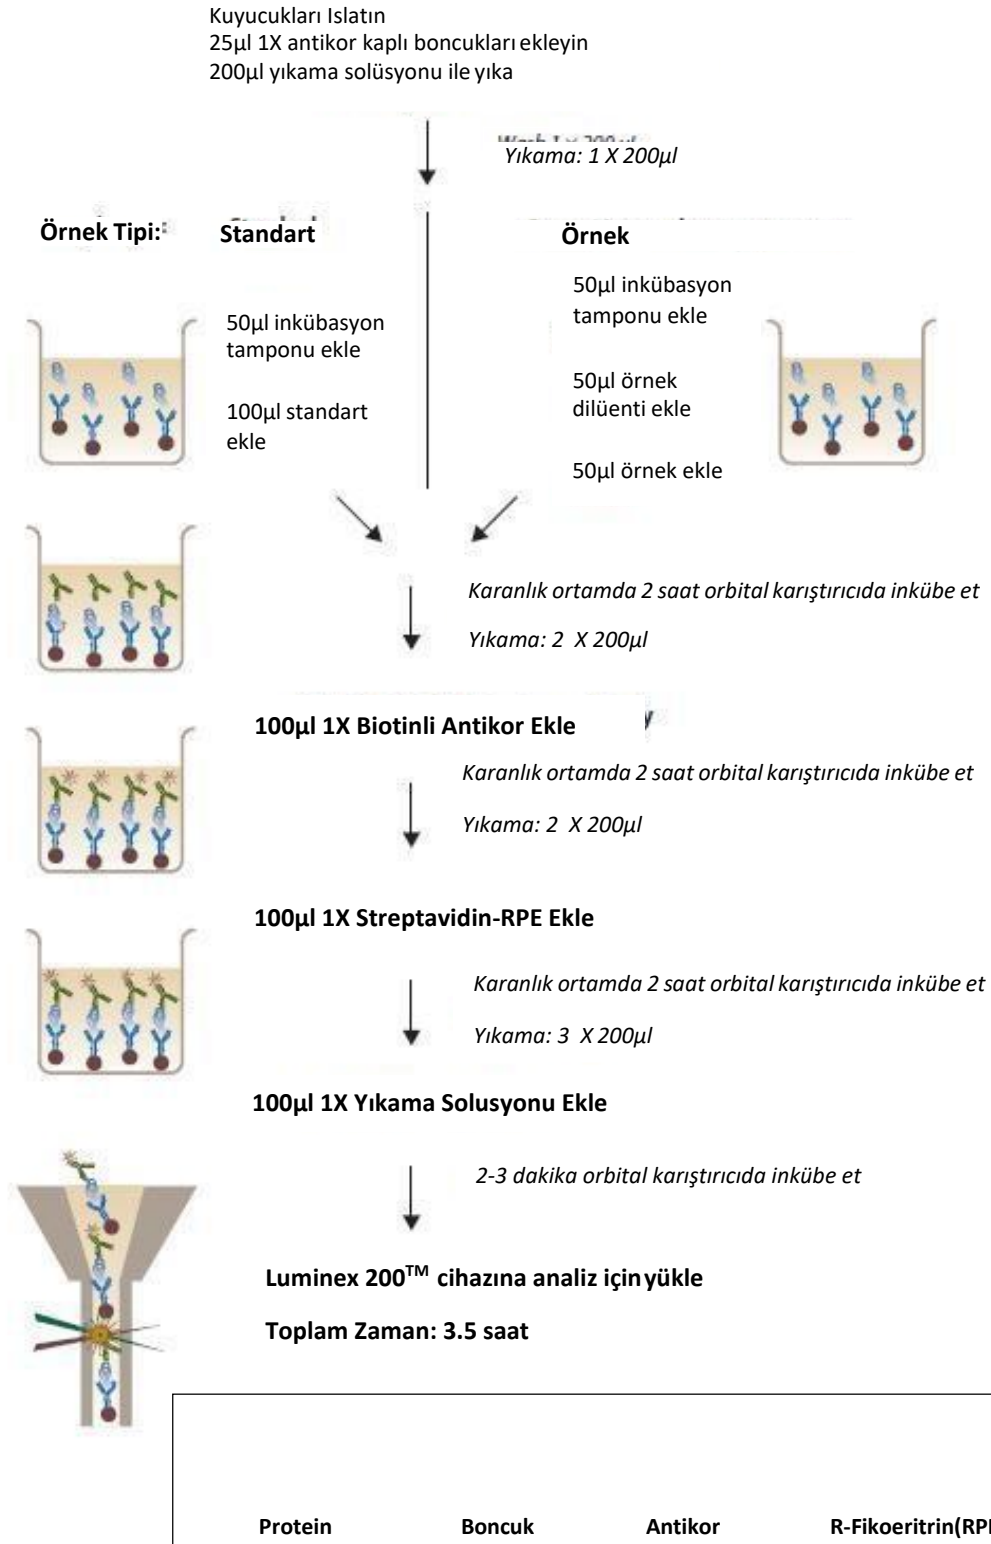 Kuyucukları Islatın
25µl 1X antikor kaplı boncukları ekleyin
200µl yıkama solüsyonu ile yıka
Yıkama: 1 X 200µl
Örnek Tipi:
Standart
Örnek
50µl inkübasyon
tamponu ekle
100µl standart
ekle
50µl inkübasyon
tamponu ekle
50µl örnek
dilüenti ekle
50µl örnek ekle
Karanlık ortamda 2 saat orbital karıştırıcıda inkübe et
Yıkama: 2 X 200µl
100µl 1X Biotinli Antikor Ekle
Karanlık ortamda 2 saat orbital karıştırıcıda inkübe et
Yıkama: 2 X 200µl
100µl 1X Streptavidin-RPE Ekle
Karanlık ortamda 2 saat orbital karıştırıcıda inkübe et
Yıkama: 3 X 200µl
100µl 1X Yıkama Solusyonu Ekle
2-3 dakika orbital karıştırıcıda inkübe et
Luminex 200™ cihazına analiz için yükle
Toplam Zaman: 3.5 saat
Protein Boncuk Antikor R-Fikoeritrin(RPE